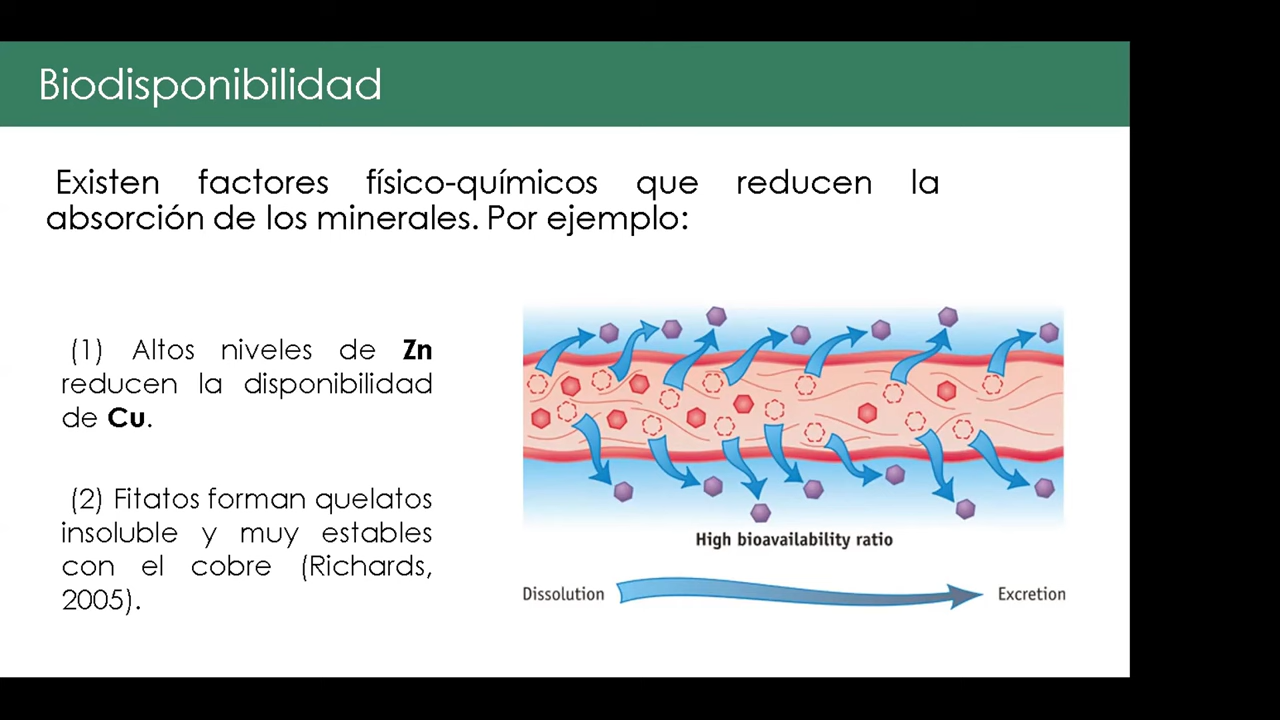 Biodisponibilidad
Existen factores físico-químicos que reducen la
absorción de los minerales. Por ejemplo:
(1) Altos niveles de Zn
reducen la disponibilidad
de Cu.
(2) Fitatos forman quelatos
insoluble y muy estables
con el cobre (Richards,
2005).
High bioavailability ratio
Dissolution
Excretion